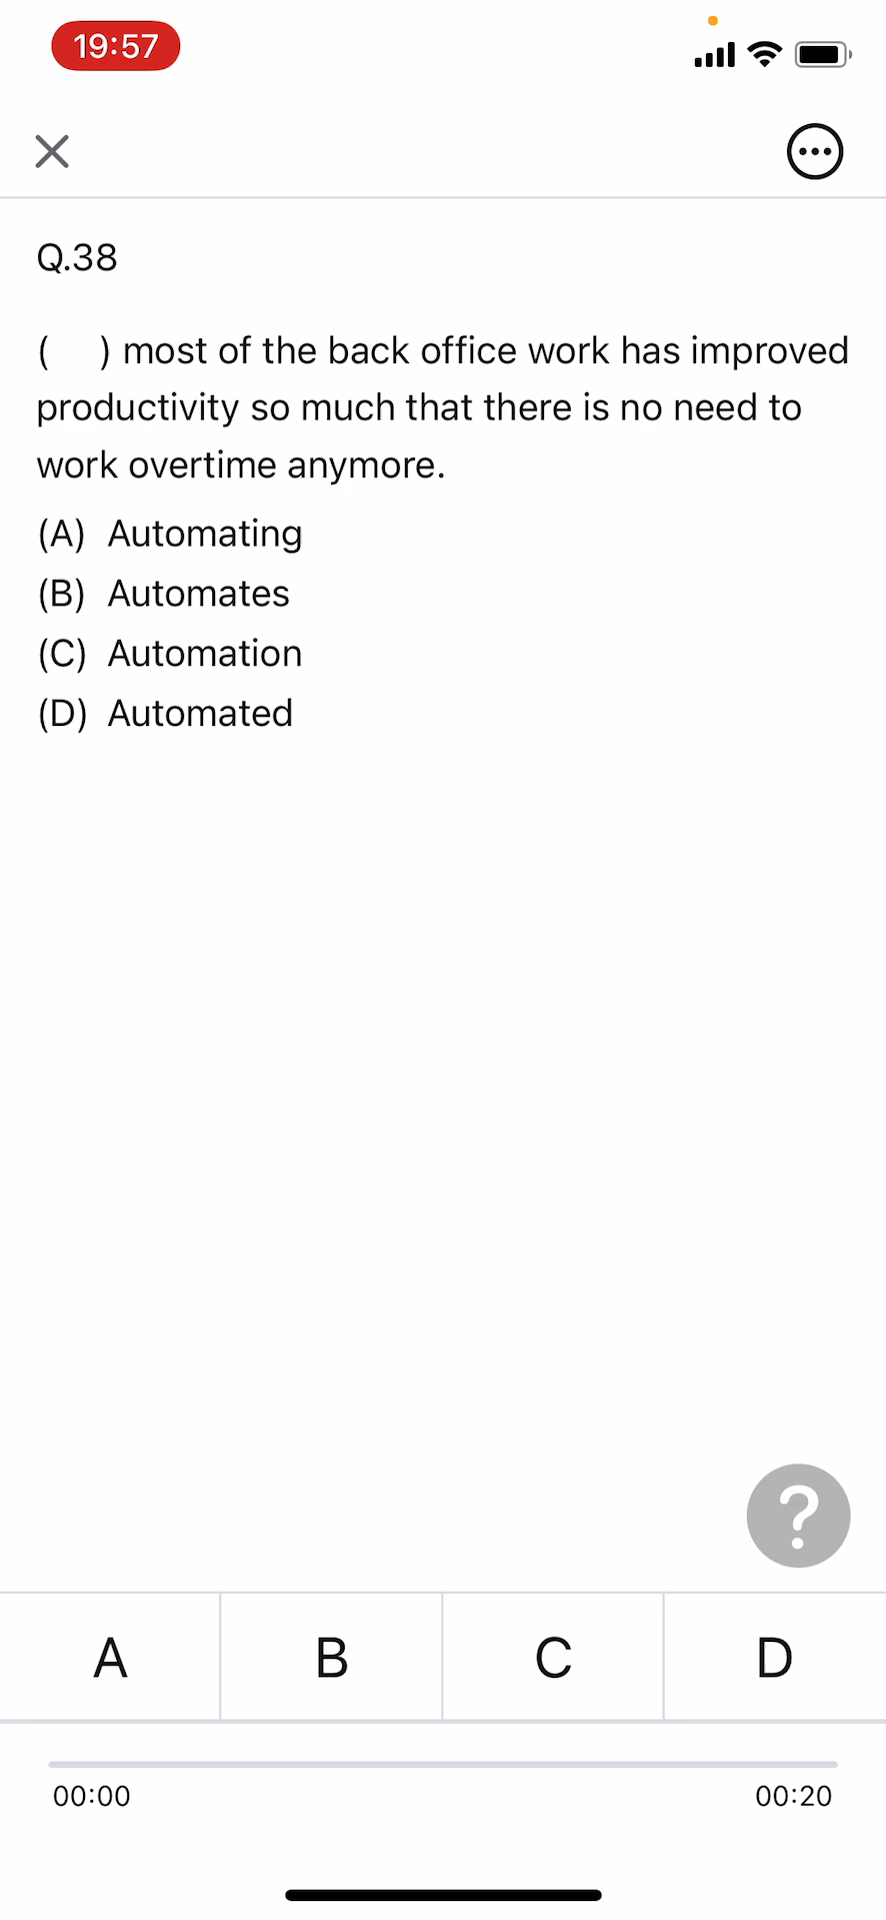 19:57
Q.38
(    ) most of the back office work has improved
productivity so much that there is no need to
work overtime anymore.
(A) Automating
(B) Automates
(C) Automation
(D) Automated
?
A B C D
00:00 00:20